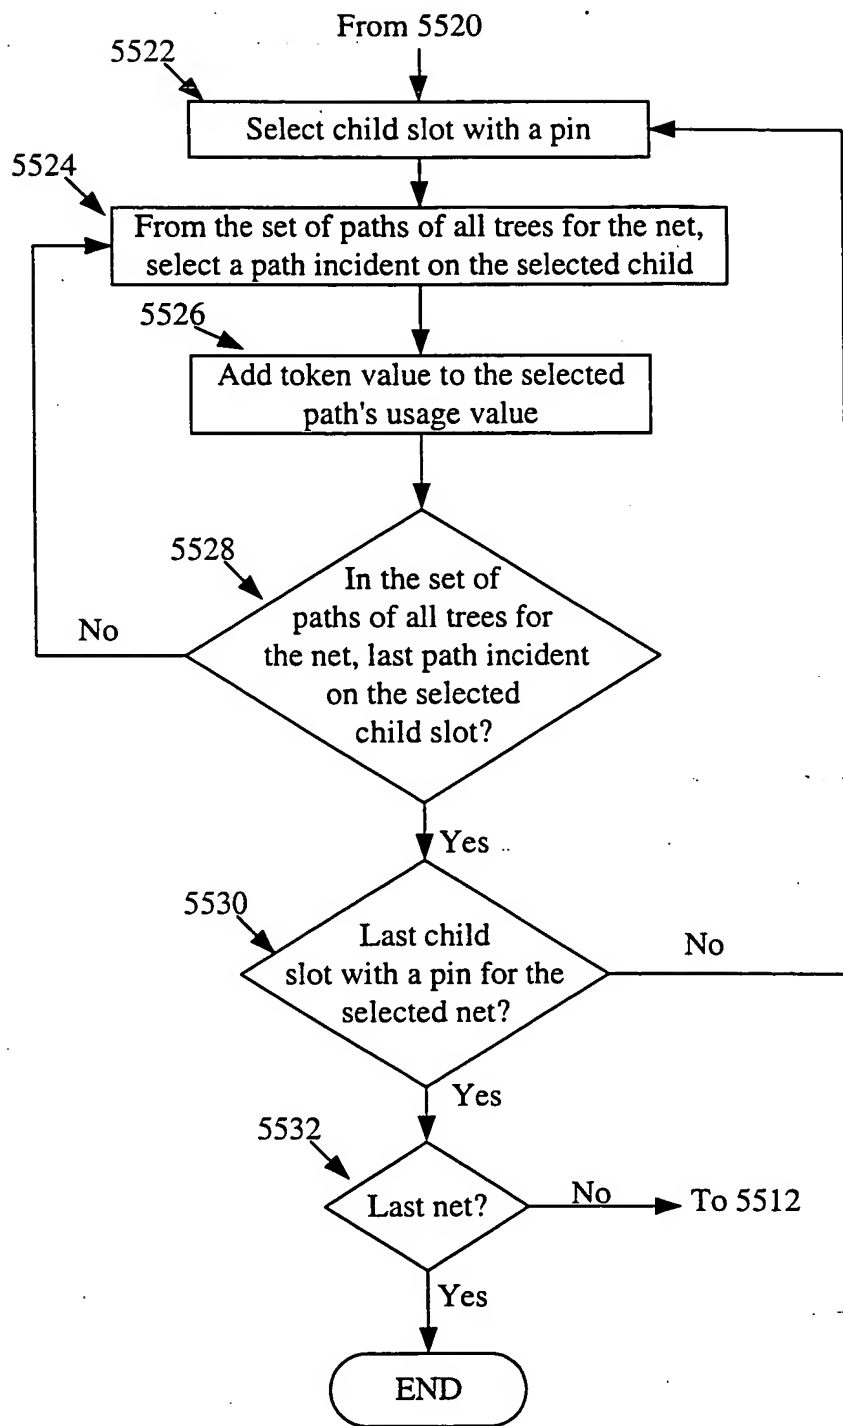 From 5520
5522
Select child slot with a pin
5524
From the set of paths of all trees for the net,
select a path incident on the selected child
5526
Add token value to the selected
path's usage value
5528
In the set of
paths of all trees for
the net, last path incident
on the selected
child slot?
No
Yes
5530
Last child
slot with a pin for the
selected net?
No
Yes
5532
Last net?
No
To 5512
Yes
END